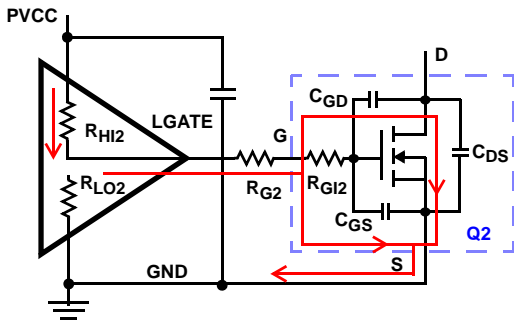 PVCC
D
CGD
RHI2
LGATE
G
CDS
RLO2
RG2
RGI2
CGS
Q2
GND
S